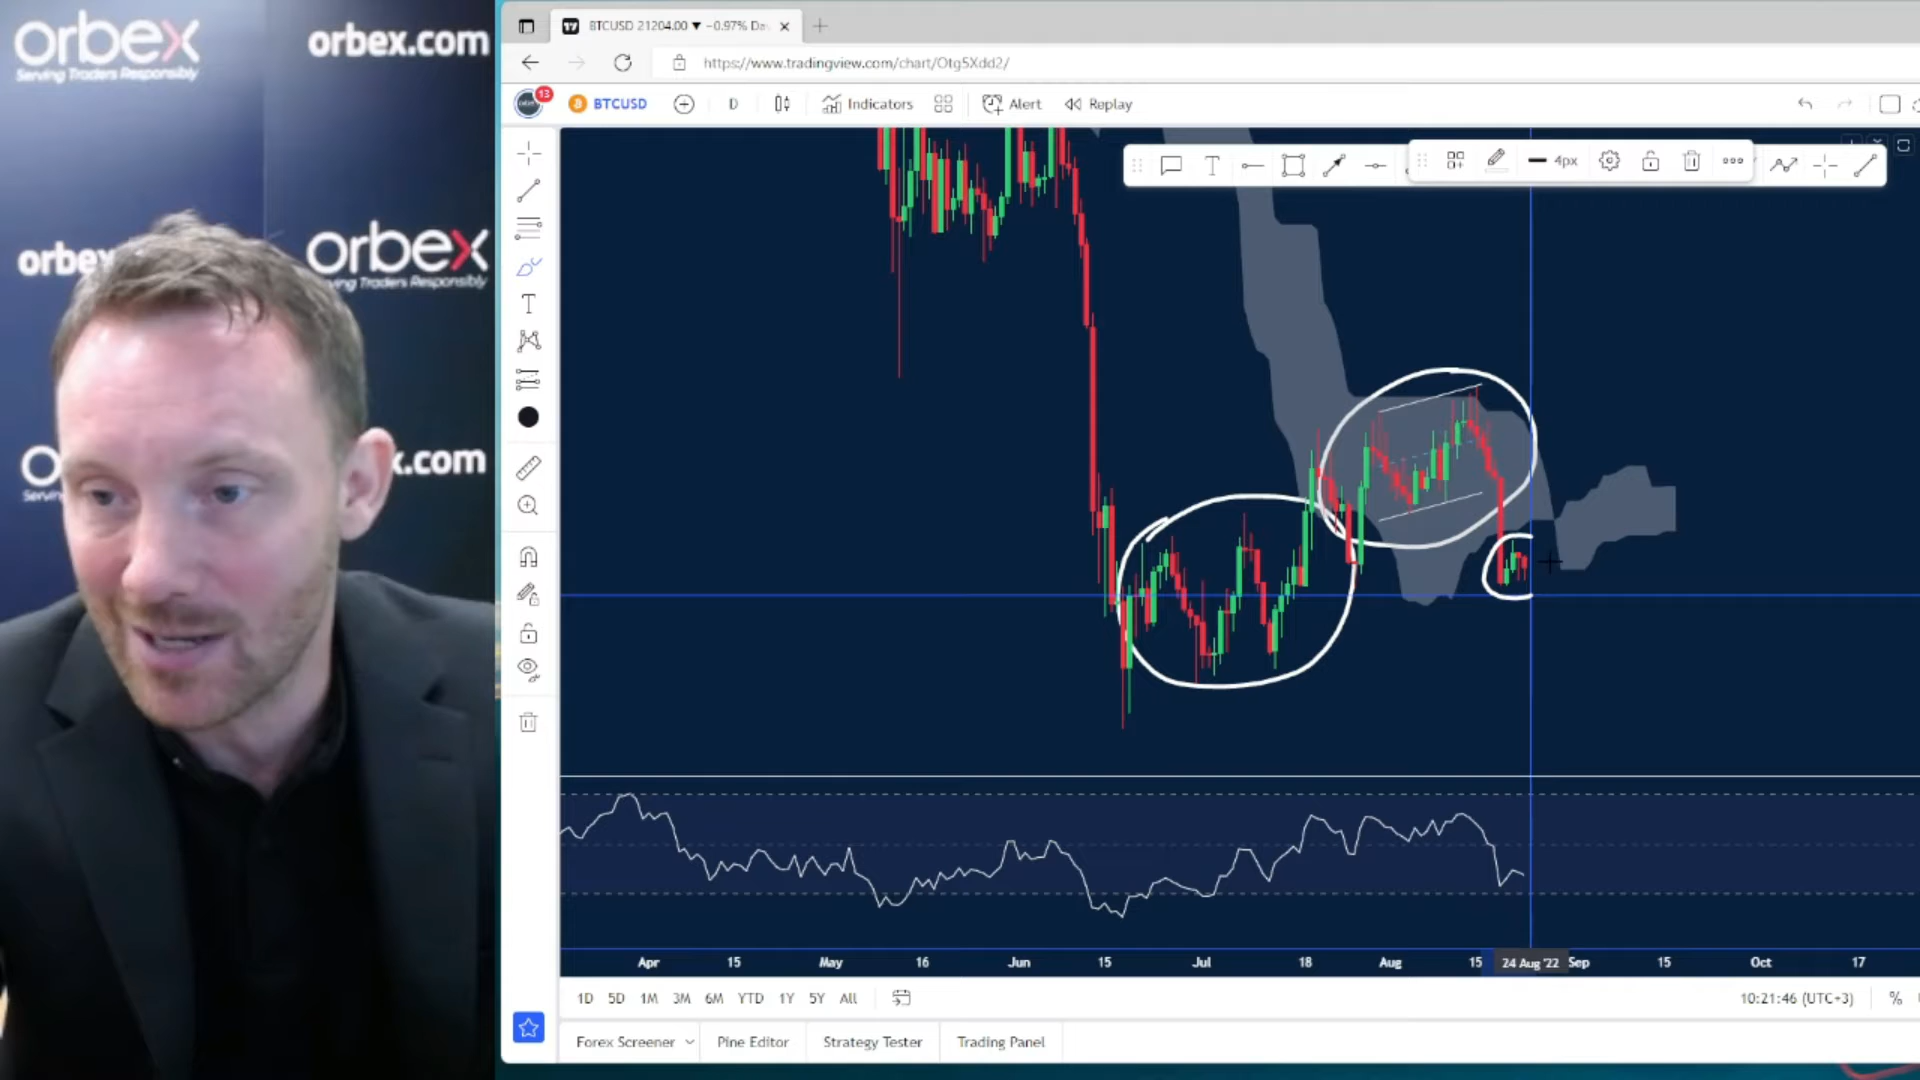 orbex
Serving Traders Responsibly
orbex.com
orbex
Serving Traders Responsibly
BTCUSD 21204.00 ▼ −0.97% Da
https://www.tradingview.com/chart/Otg5Xdd2/
13
BTCUSD
D
Indicators
Alert
Replay
T
4px
T
Apr
15
May
16
Jun
15
Jul
18
Aug
15
24 Aug '22
Sep
15
Oct
17
1D
5D
1M
3M
6M
YTD
1Y
5Y
All
10:21:46 (UTC+3)
%
Forex Screener
Pine Editor
Strategy Tester
Trading Panel